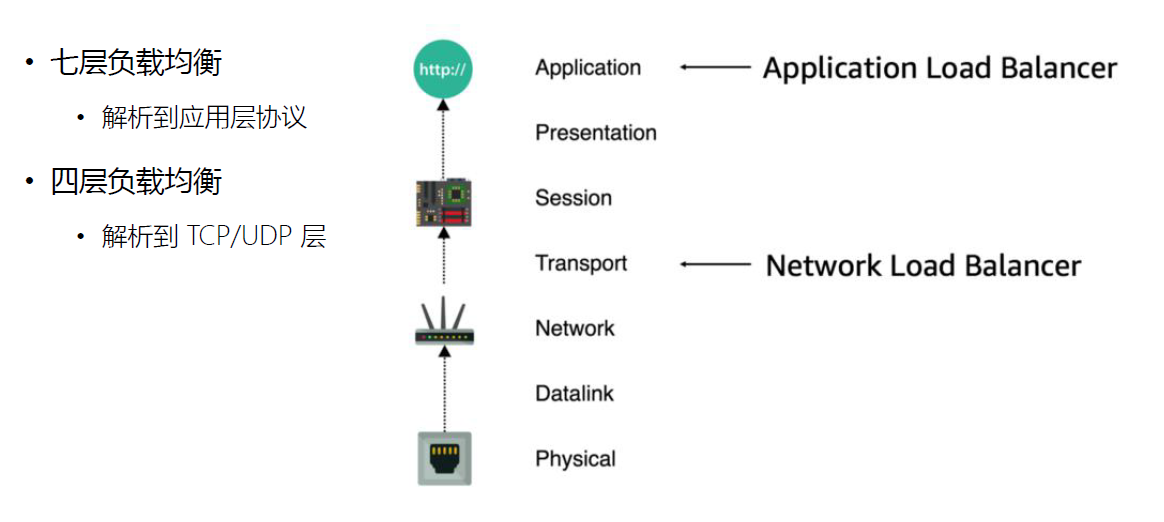 • 七层负载均衡
• 解析到应用层协议
• 四层负载均衡
• 解析到 TCP/UDP 层
http://
Application
Application Load Balancer
Presentation
Session
Transport
Network Load Balancer
Network
Datalink
Physical